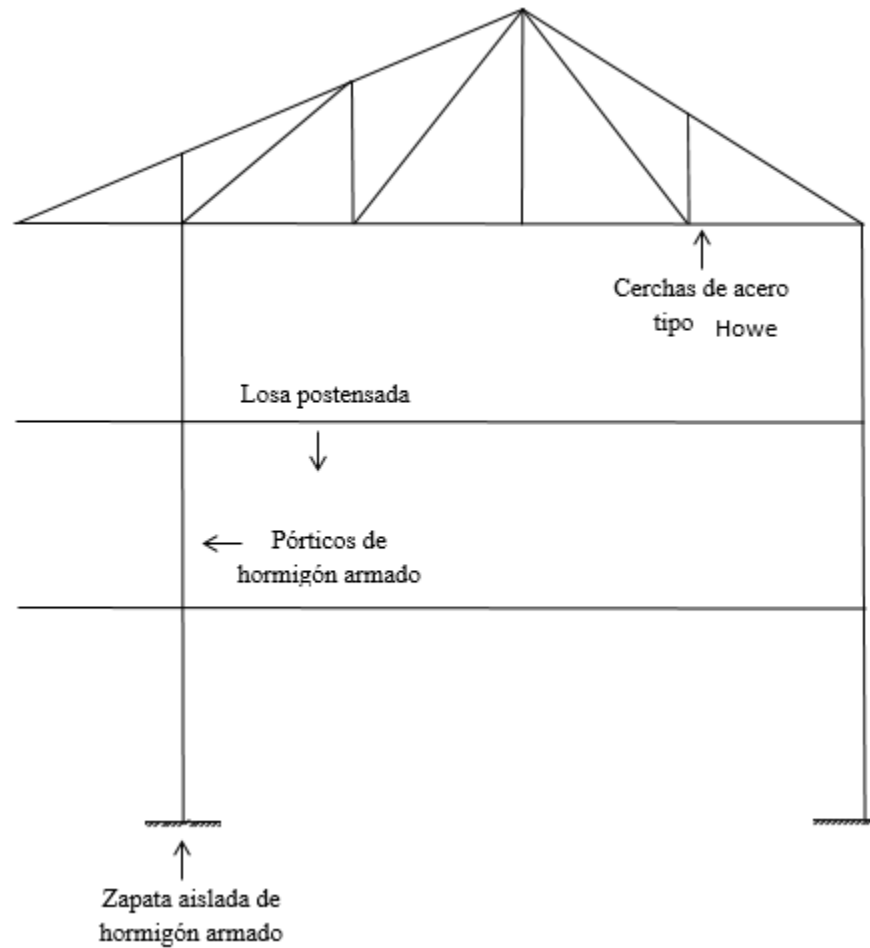 Cerchas de acero
tipo Howe
Losa postensada
Pórticos de
hormigón armado
Zapata aislada de
hormigón armado